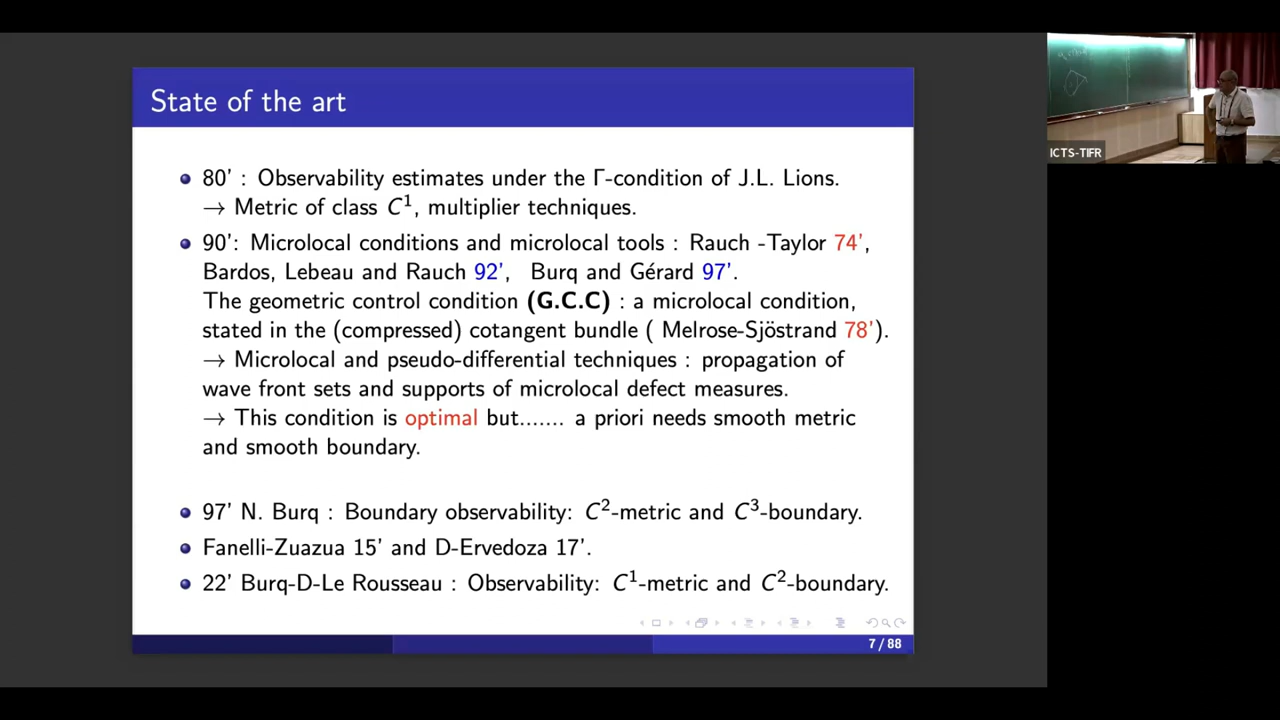 State of the art
80' : Observability estimates under the Γ-condition of J.L. Lions.
→ Metric of class C¹, multiplier techniques.
90': Microlocal conditions and microlocal tools : Rauch -Taylor 74',
Bardos, Lebeau and Rauch 92', Burq and Gérard 97'.
The geometric control condition (G.C.C) : a microlocal condition,
stated in the (compressed) cotangent bundle ( Melrose-Sjöstrand 78').
→ Microlocal and pseudo-differential techniques : propagation of
wave front sets and supports of microlocal defect measures.
→ This condition is optimal but....... a priori needs smooth metric
and smooth boundary.
97' N. Burq : Boundary observability: C²-metric and C³-boundary.
Fanelli-Zuazua 15' and D-Ervedoza 17'.
22' Burq-D-Le Rousseau : Observability: C¹-metric and C²-boundary.
7 / 88
ICTS-TIFR